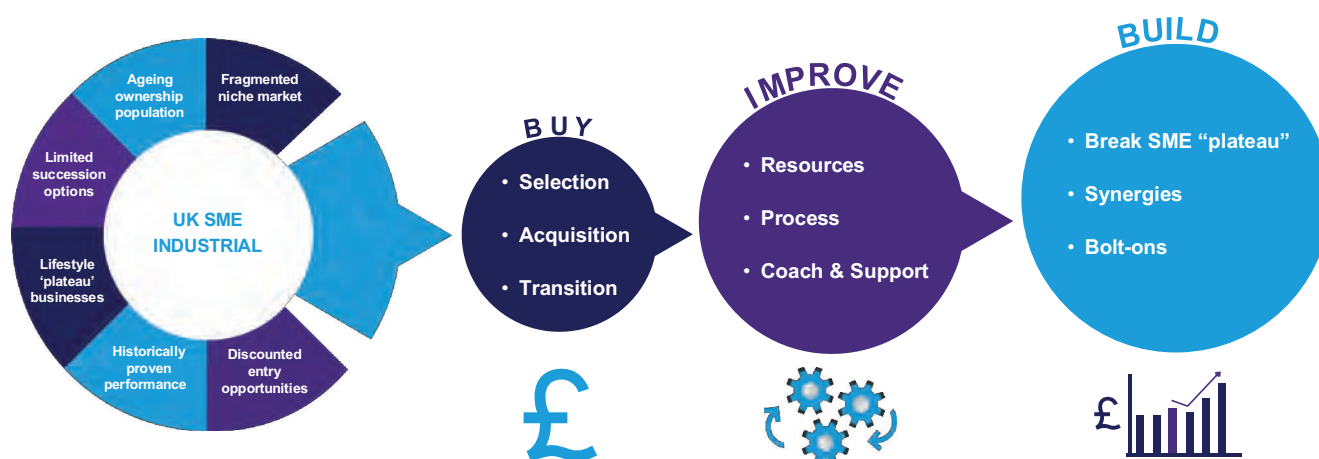 Ageing
ownership
population
Fragmented
niche market
Limited
succession
options
UK SME
INDUSTRIAL
Lifestyle
‘plateau’
businesses
Historically
proven
performance
Discounted
entry
opportunities
BUY
• Selection
• Acquisition
• Transition
£
IMPROVE
• Resources
• Process
• Coach & Support
BUILD
• Break SME “plateau”
• Synergies
• Bolt-ons
£